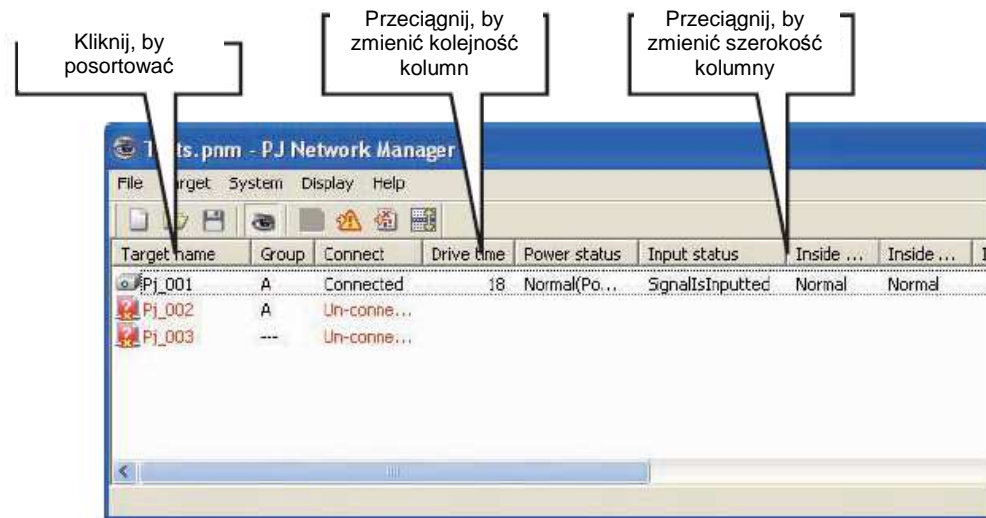 Kliknij, by
posortować
Przeciągnij, by
zmienić kolejność
kolumn
Przeciągnij, by
zmienić szerokość
kolumny
ts.pnm - PJ Network Manager
File System Display Help
Target name Group Connect Drive time Power status Input status Inside ... Inside ...
Pj_001 A Connected 18 Normal(Po... SignalIsInputted Normal Normal
Pj_002 A Un-conne...
Pj_003 --- Un-conne...